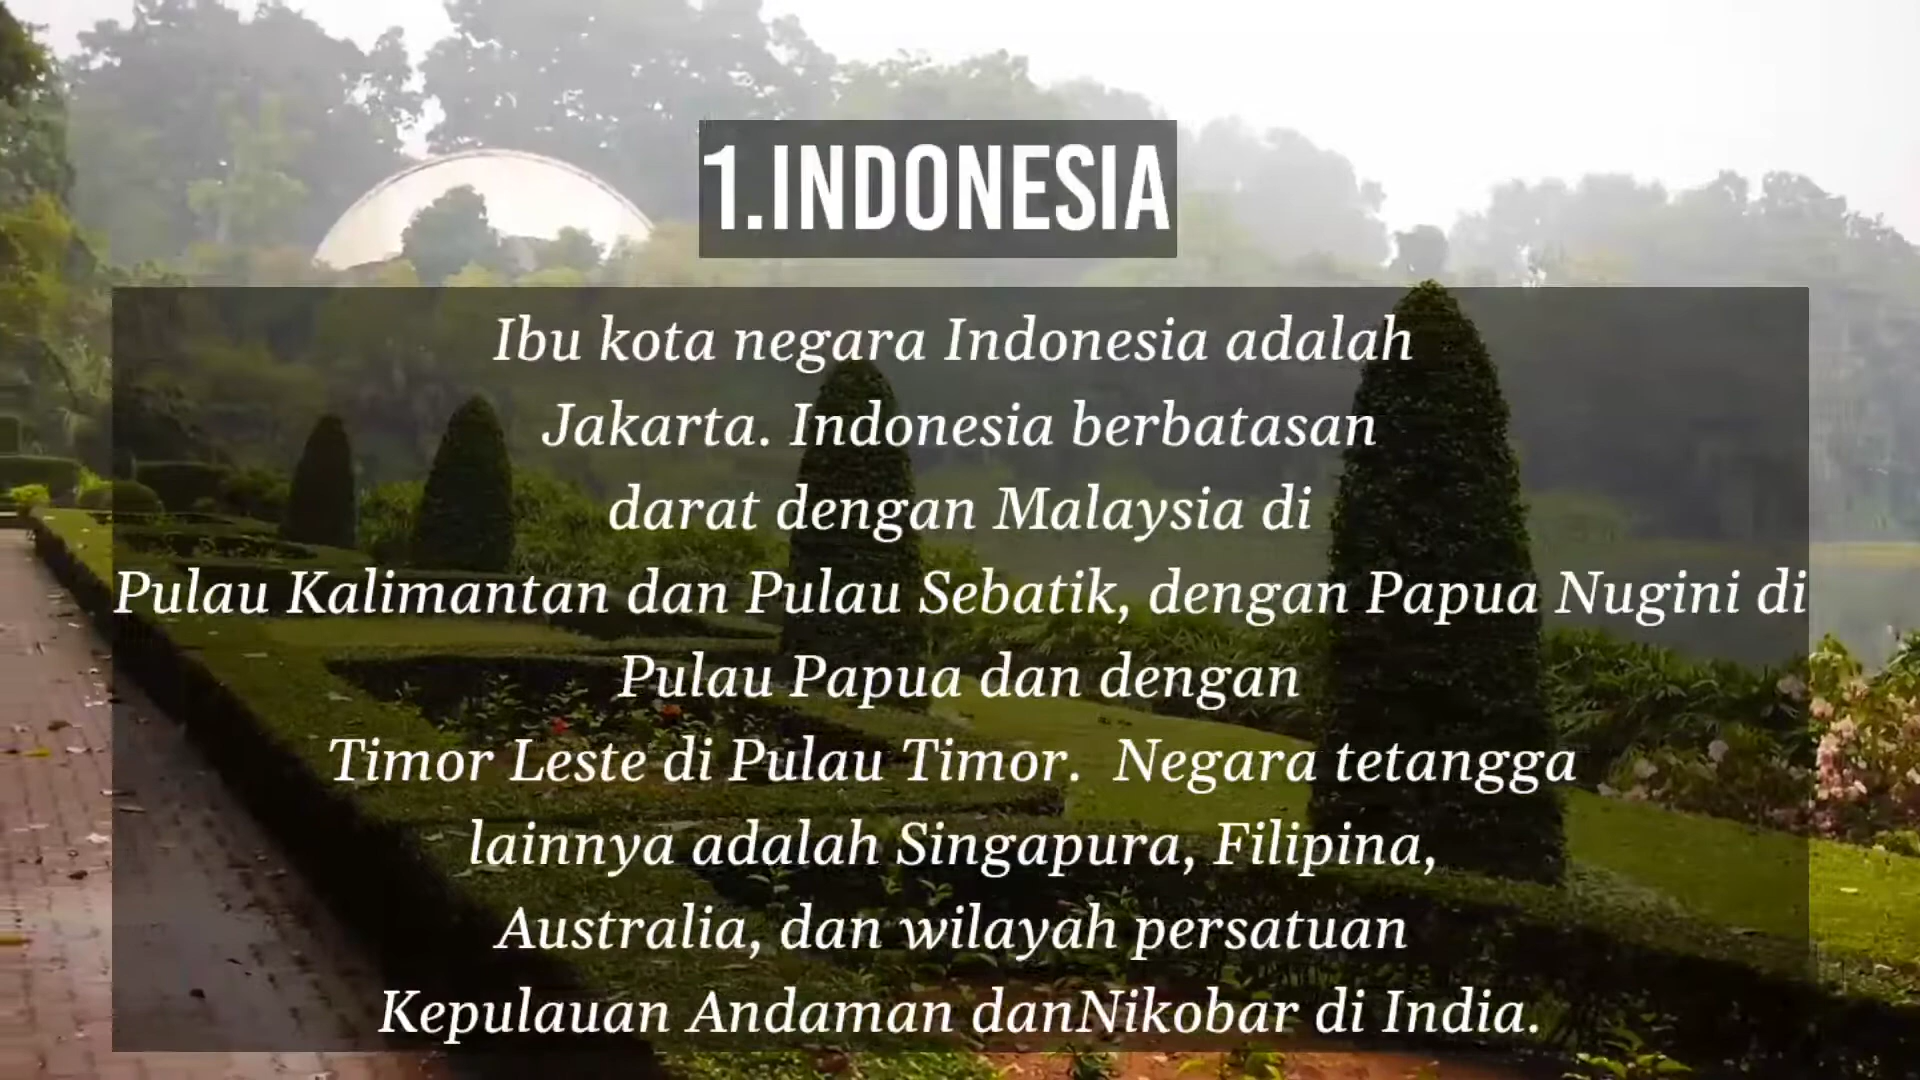 1.INDONESIA
Ibu kota negara Indonesia adalah
Jakarta. Indonesia berbatasan
darat dengan Malaysia di
Pulau Kalimantan dan Pulau Sebatik, dengan Papua Nugini di
Pulau Papua dan dengan
Timor Leste di Pulau Timor.  Negara tetangga
lainnya adalah Singapura, Filipina,
Australia, dan wilayah persatuan
Kepulauan Andaman danNikobar di India.